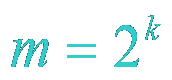 m = 2^k